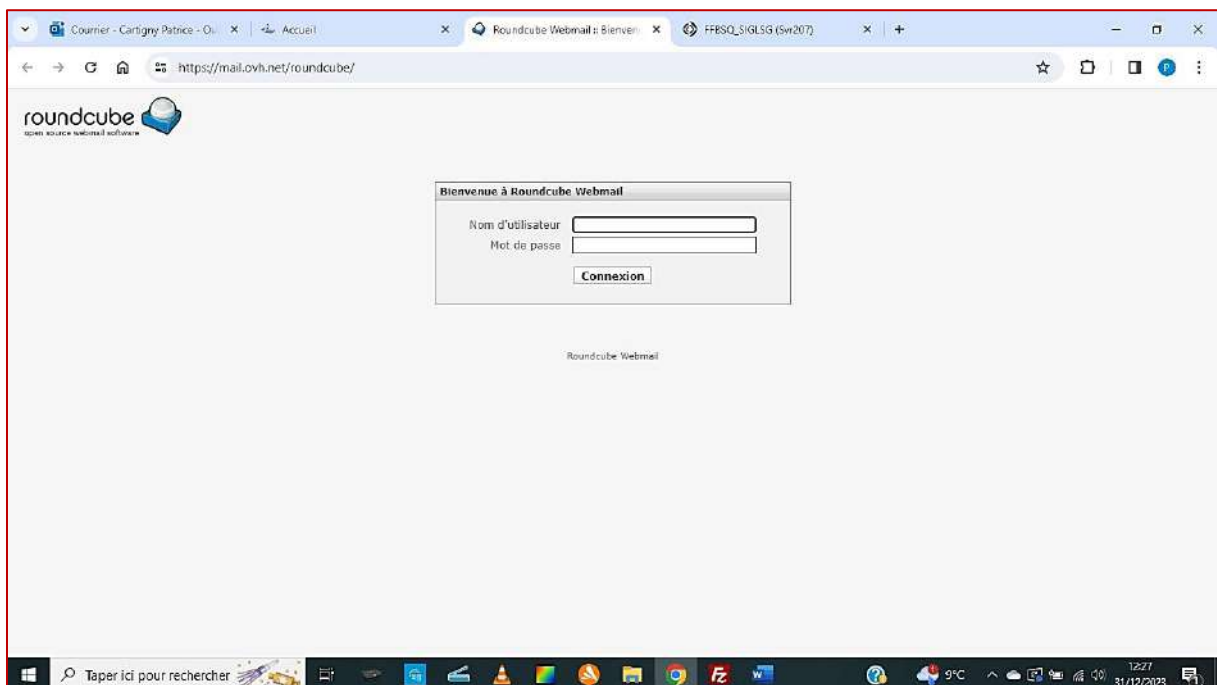 Courrier - Cartigny Patrice - Ou
Accueil
Roundcube Webmail :: Bienven
FFBSQ_SIGLSG (Svr207)
https://mail.ovh.net/roundcube/
P
roundcube
open source webmail software
Bienvenue à Roundcube Webmail
Nom d'utilisateur
Mot de passe
Connexion
Roundcube Webmail
Taper ici pour rechercher
9°C
12:27
31/12/2023